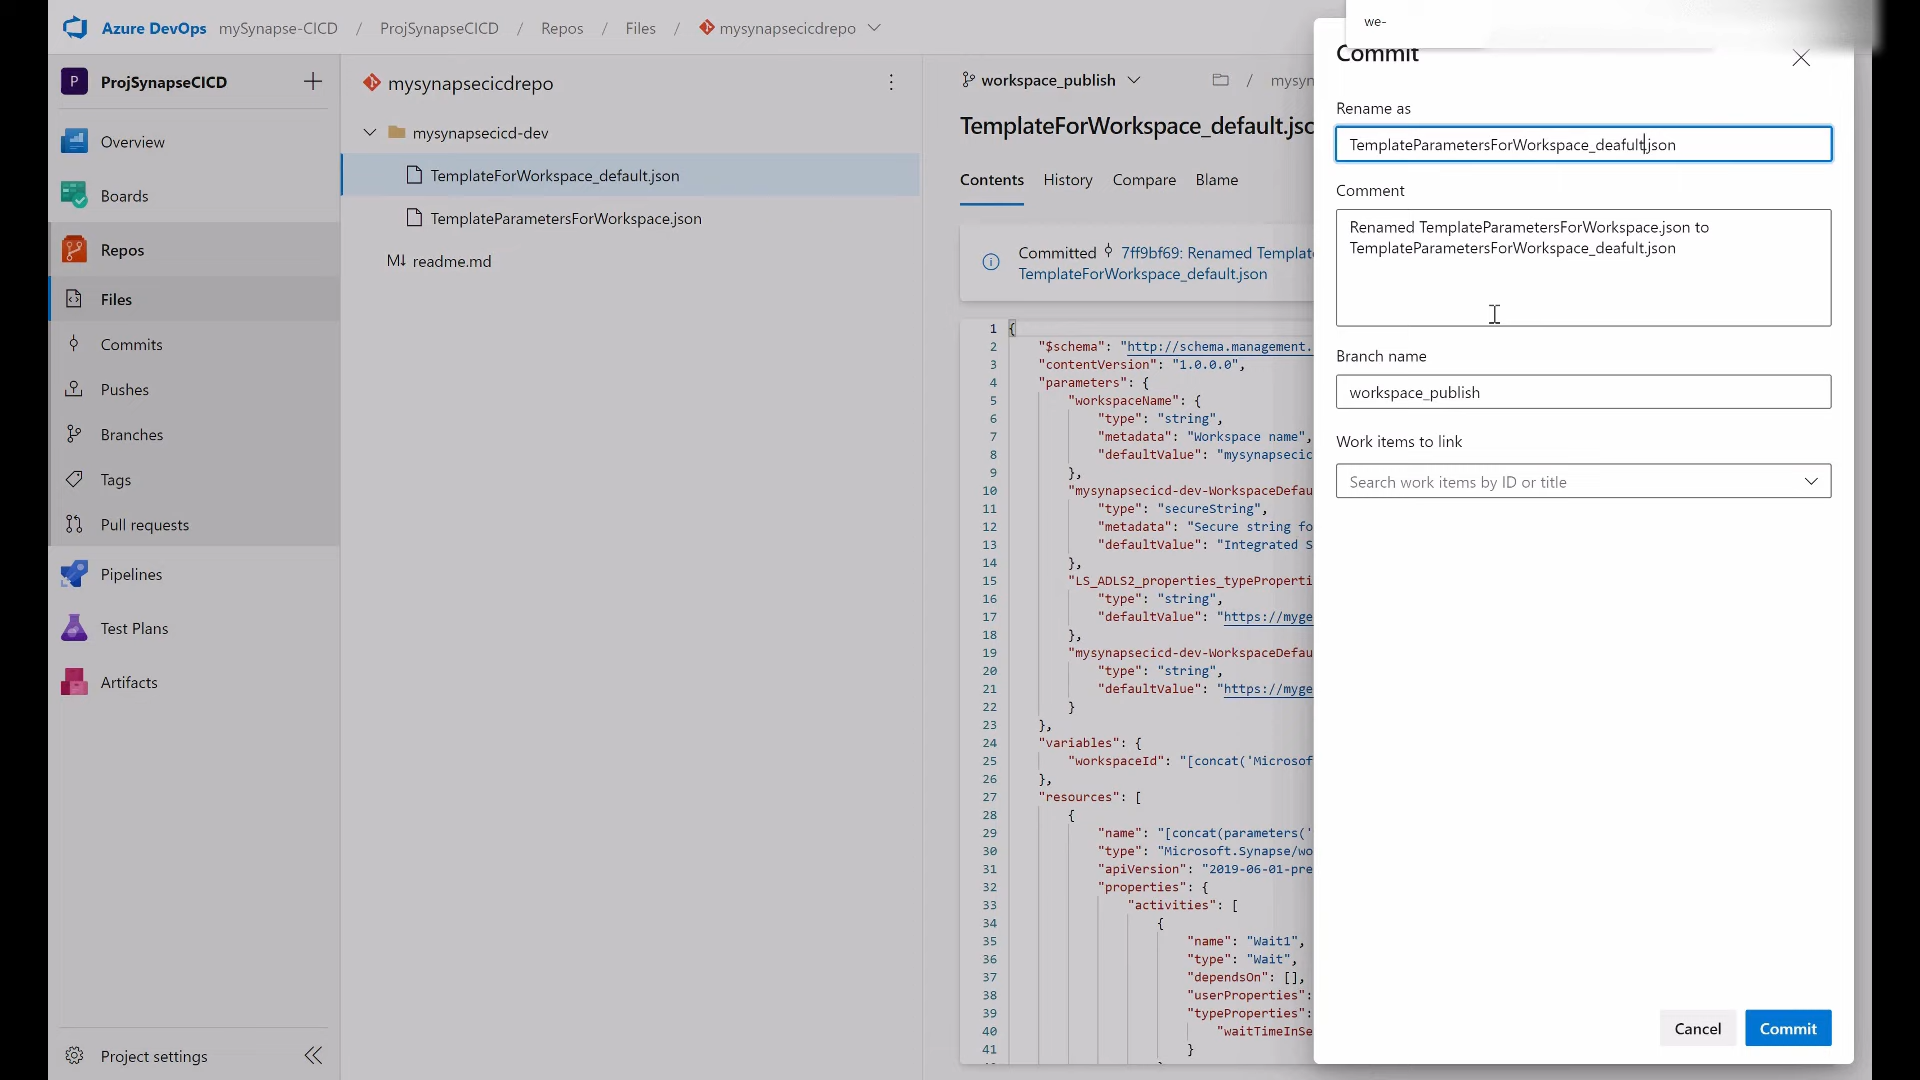 we-
Azure DevOps mySynapse-CICD / ProjSynapseCICD / Repos / Files / mysynapsecicdrepo
P ProjSynapseCICD
Overview
Boards
Repos
Files
Commits
Pushes
Branches
Tags
Pull requests
Pipelines
Test Plans
Artifacts
Project settings
mysynapsecicdrepo
mysynapsecicd-dev
TemplateForWorkspace_default.json
TemplateParametersForWorkspace.json
M↓ readme.md
workspace_publish / mysyn
TemplateForWorkspace_default.jso
Contents History Compare Blame
Committed 7ff9bf69: Renamed Templat
TemplateForWorkspace_default.json
1 {
2 "$schema": "http://schema.management.
3 "contentVersion": "1.0.0.0",
4 "parameters": {
5 "workspaceName": {
6 "type": "string",
7 "metadata": "Workspace name",
8 "defaultValue": "mysynapsecic
9 },
10 "mysynapsecicd-dev-WorkspaceDefau
11 "type": "secureString",
12 "metadata": "Secure string fo
13 "defaultValue": "Integrated S
14 },
15 "LS_ADLS2_properties_typeProperti
16 "type": "string",
17 "defaultValue": "https://myge
18 },
19 "mysynapsecicd-dev-WorkspaceDefau
20 "type": "string",
21 "defaultValue": "https://myge
22 }
23 },
24 "variables": {
25 "workspaceId": "[concat('Microsof
26 },
27 "resources": [
28 {
29 "name": "[concat(parameters('
30 "type": "Microsoft.Synapse/wo
31 "apiVersion": "2019-06-01-pre
32 "properties": {
33 "activities": [
34 {
35 "name": "Wait1",
36 "type": "Wait",
37 "dependsOn": [],
38 "userProperties":
39 "typeProperties":
40 "waitTimeInSe
41 }
Commit
Rename as
TemplateParametersForWorkspace_deafult.json
Comment
Renamed TemplateParametersForWorkspace.json to
TemplateParametersForWorkspace_deafult.json
Branch name
workspace_publish
Work items to link
Search work items by ID or title
Cancel Commit